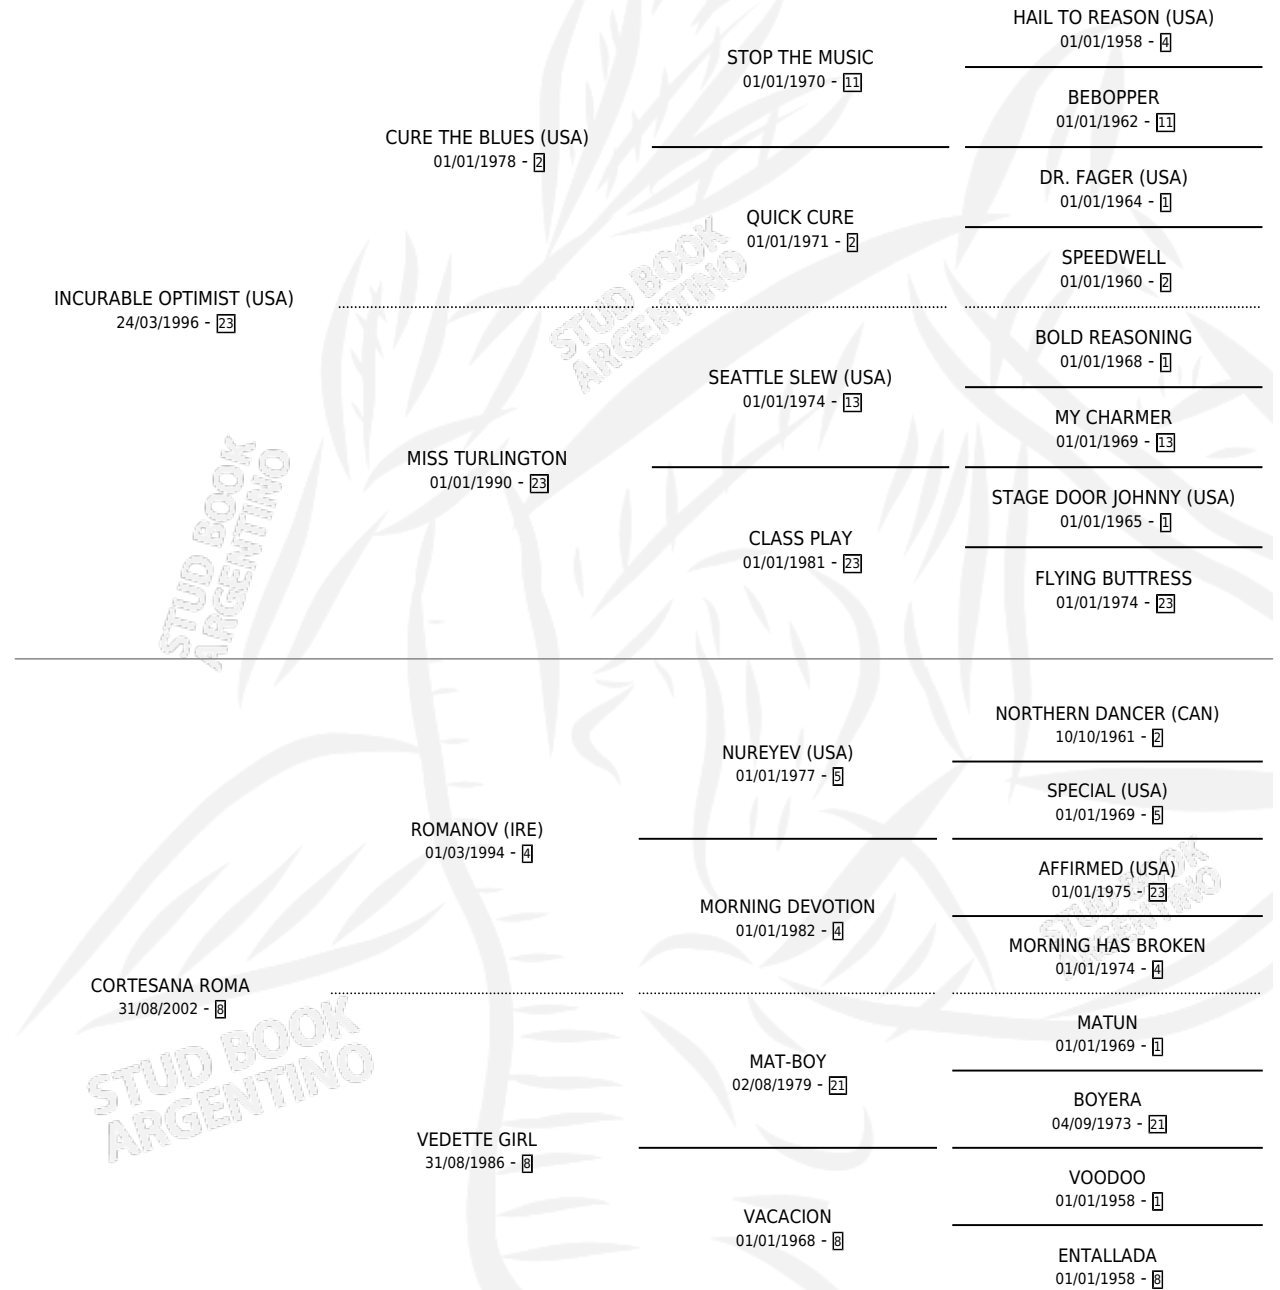 HAIL TO REASON (USA)
01/01/1958 - 4
STOP THE MUSIC
01/01/1970 - 11
BEBOPPER
01/01/1962 - 11
CURE THE BLUES (USA)
01/01/1978 - 2
DR. FAGER (USA)
01/01/1964 - 1
QUICK CURE
01/01/1971 - 2
SPEEDWELL
01/01/1960 - 2
INCURABLE OPTIMIST (USA)
24/03/1996 - 23
BOLD REASONING
01/01/1968 - 1
SEATTLE SLEW (USA)
01/01/1974 - 13
MY CHARMER
01/01/1969 - 13
MISS TURLINGTON
01/01/1990 - 23
STAGE DOOR JOHNNY (USA)
01/01/1965 - 1
CLASS PLAY
01/01/1981 - 23
FLYING BUTTRESS
01/01/1974 - 23
NORTHERN DANCER (CAN)
10/10/1961 - 2
NUREYEV (USA)
01/01/1977 - 5
SPECIAL (USA)
01/01/1969 - 5
ROMANOV (IRE)
01/03/1994 - 4
AFFIRMED (USA)
01/01/1975 - 23
MORNING DEVOTION
01/01/1982 - 4
MORNING HAS BROKEN
01/01/1974 - 4
CORTESANA ROMA
31/08/2002 - 8
MATUN
01/01/1969 - 1
MAT-BOY
02/08/1979 - 21
BOYERA
04/09/1973 - 21
VEDETTE GIRL
31/08/1986 - 8
VOODOO
01/01/1958 - 1
VACACION
01/01/1968 - 8
ENTALLADA
01/01/1958 - 8
STUD BOOK
ARGENTINO
STUD BOOK
ARGENTINO
STUD BOOK
ARGENTINO
STUD BOOK
ARGENTINO